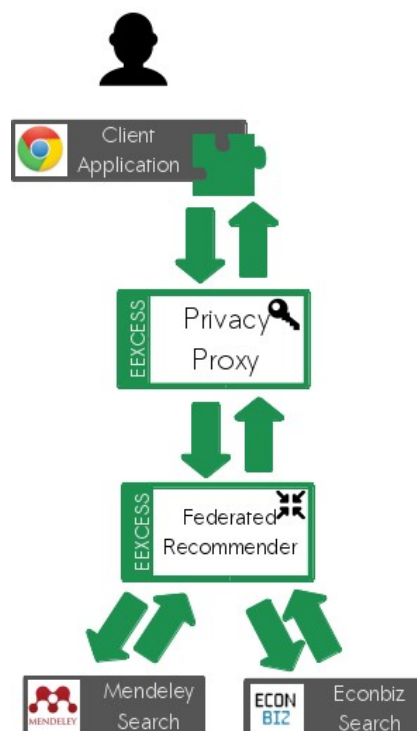 Client
Application
EEXCESS
Privacy
Proxy
EEXCESS
Federated
Recommender
MENDELEY
Mendeley
Search
ECON
BIZ
Econbiz
Search